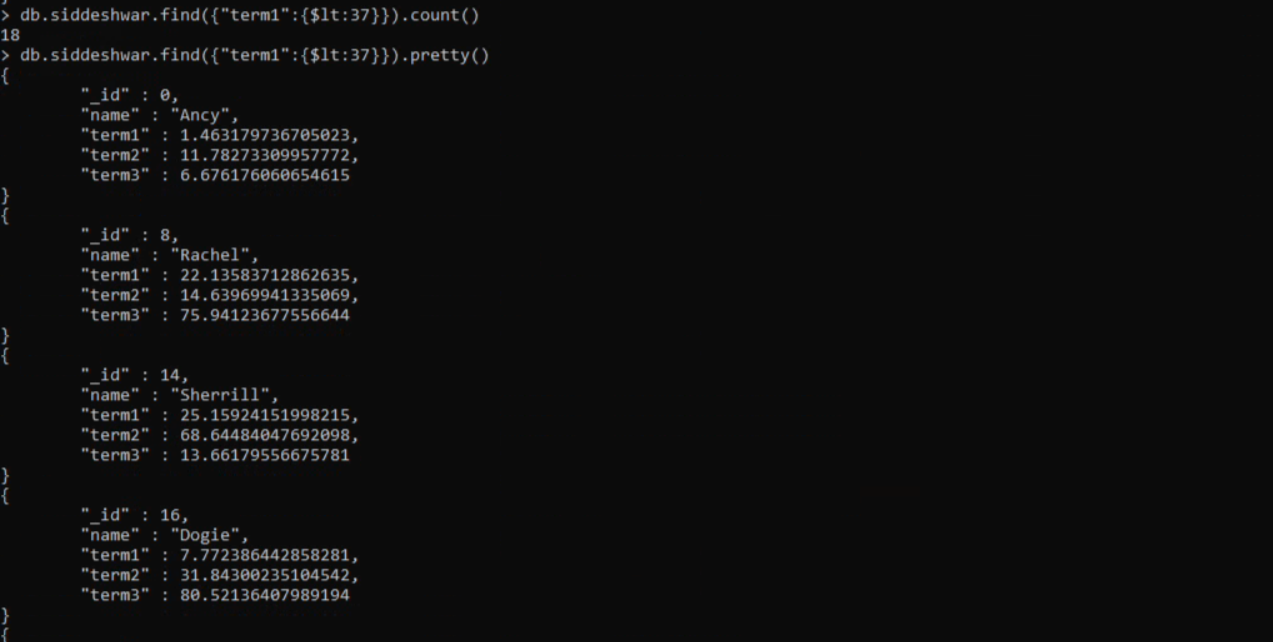 > db.siddeshwar.find({"term1":{$lt:37}}).count()
18
> db.siddeshwar.find({"term1":{$lt:37}}).pretty()
{
"_id" : 0,
"name" : "Ancy",
"term1" : 1.463179736705023,
"term2" : 11.78273309957772,
"term3" : 6.676176060654615
}
{
"_id" : 8,
"name" : "Rachel",
"term1" : 22.13583712862635,
"term2" : 14.63969941335069,
"term3" : 75.94123677556644
}
{
"_id" : 14,
"name" : "Sherrill",
"term1" : 25.15924151998215,
"term2" : 68.64484047692098,
"term3" : 13.66179556675781
}
{
"_id" : 16,
"name" : "Dogie",
"term1" : 7.772386442858281,
"term2" : 31.84300235104542,
"term3" : 80.52136407989194
}
{